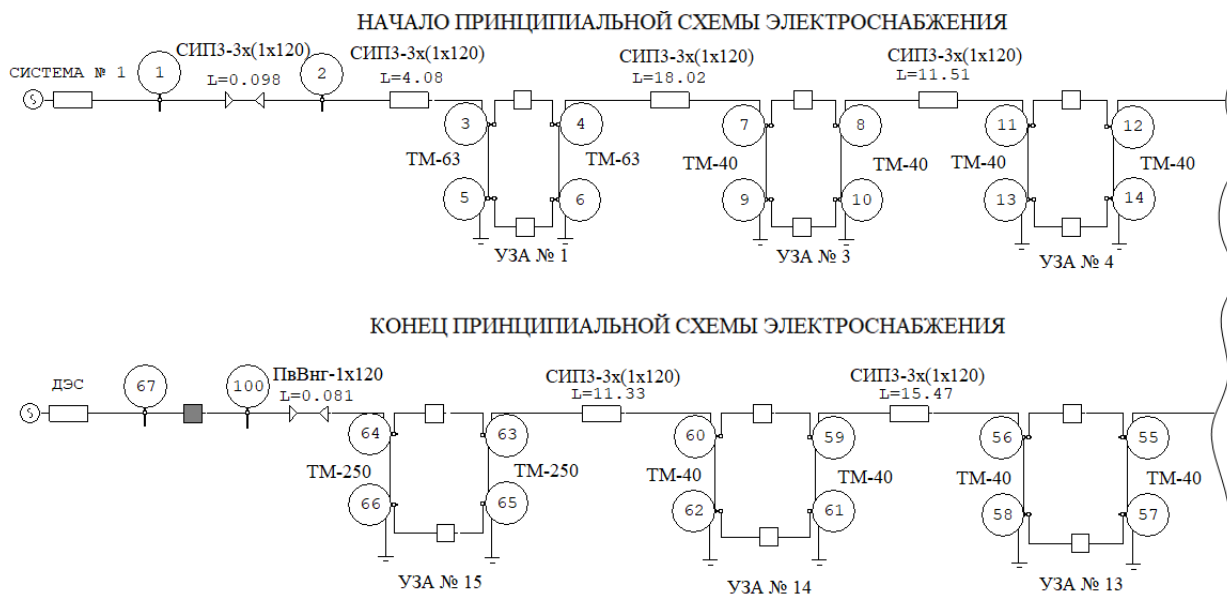 НАЧАЛО ПРИНЦИПИАЛЬНОЙ СХЕМЫ ЭЛЕКТРОСНАБЖЕНИЯ
СИСТЕМА № 1
S
1
СИП3-3х(1х120)
L=0.098
2
СИП3-3х(1х120)
L=4.08
СИП3-3х(1х120)
L=18.02
СИП3-3х(1х120)
L=11.51
3
4
7
8
11
12
ТМ-63
ТМ-63
ТМ-40
ТМ-40
ТМ-40
ТМ-40
5
6
9
10
13
14
УЗА № 1
УЗА № 3
УЗА № 4
КОНЕЦ ПРИНЦИПИАЛЬНОЙ СХЕМЫ ЭЛЕКТРОСНАБЖЕНИЯ
ДЭС
S
67
100
ПвВнг-1х120
L=0.081
СИП3-3х(1х120)
L=11.33
СИП3-3х(1х120)
L=15.47
64
63
60
59
56
55
ТМ-250
ТМ-250
ТМ-40
ТМ-40
ТМ-40
ТМ-40
66
65
62
61
58
57
УЗА № 15
УЗА № 14
УЗА № 13